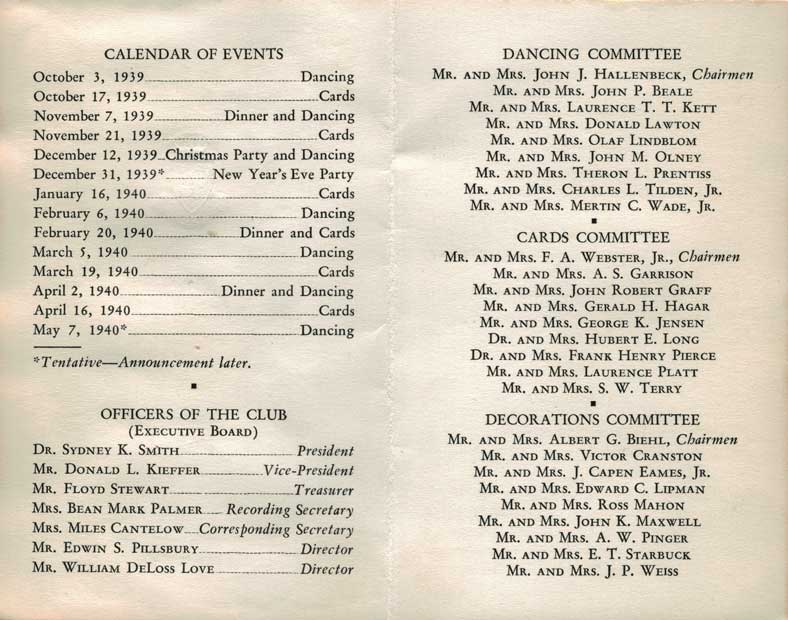 CALENDAR OF EVENTS
October 3, 1939 Dancing
October 17, 1939 Cards
November 7, 1939 Dinner and Dancing
November 21, 1939 Cards
December 12, 1939 Christmas Party and Dancing
December 31, 1939* New Year's Eve Party
January 16, 1940 Cards
February 6, 1940 Dancing
February 20, 1940 Dinner and Cards
March 5, 1940 Dancing
March 19, 1940 Cards
April 2, 1940 Dinner and Dancing
April 16, 1940 Cards
May 7, 1940* Dancing
*Tentative—Announcement later.
OFFICERS OF THE CLUB
(Executive Board)
Dr. Sydney K. Smith President
Mr. Donald L. Kieffer Vice-President
Mr. Floyd Stewart Treasurer
Mrs. Bean Mark Palmer Recording Secretary
Mrs. Miles Cantelow Corresponding Secretary
Mr. Edwin S. Pillsbury Director
Mr. William DeLoss Love Director
DANCING COMMITTEE
Mr. and Mrs. John J. Hallenbeck, Chairmen
Mr. and Mrs. John P. Beale
Mr. and Mrs. Laurence T. T. Kett
Mr. and Mrs. Donald Lawton
Mr. and Mrs. Olaf Lindblom
Mr. and Mrs. John M. Olney
Mr. and Mrs. Theron L. Prentiss
Mr. and Mrs. Charles L. Tilden, Jr.
Mr. and Mrs. Mertin C. Wade, Jr.
CARDS COMMITTEE
Mr. and Mrs. F. A. Webster, Jr., Chairmen
Mr. and Mrs. A. S. Garrison
Mr. and Mrs. John Robert Graff
Mr. and Mrs. Gerald H. Hagar
Mr. and Mrs. George K. Jensen
Dr. and Mrs. Hubert E. Long
Dr. and Mrs. Frank Henry Pierce
Mr. and Mrs. Laurence Platt
Mr. and Mrs. S. W. Terry
DECORATIONS COMMITTEE
Mr. and Mrs. Albert G. Biehl, Chairmen
Mr. and Mrs. Victor Cranston
Mr. and Mrs. J. Capen Eames, Jr.
Mr. and Mrs. Edward C. Lipman
Mr. and Mrs. Ross Mahon
Mr. and Mrs. John K. Maxwell
Mr. and Mrs. A. W. Pinger
Mr. and Mrs. E. T. Starbuck
Mr. and Mrs. J. P. Weiss